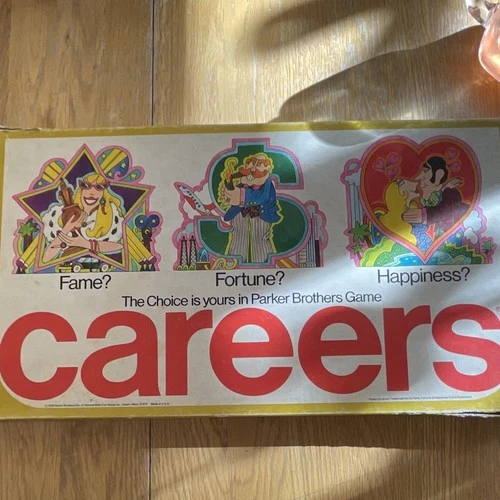 Fame?
Fortune?
Happiness?
The Choice is yours in Parker Brothers Game
careers